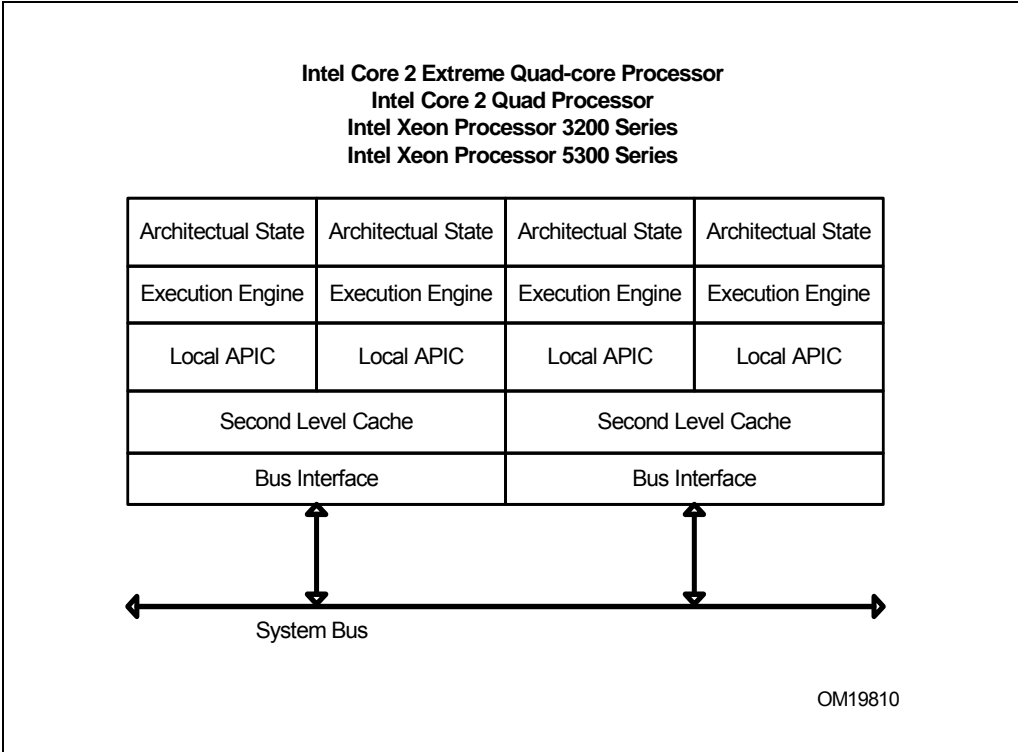 Intel Core 2 Extreme Quad-core Processor
Intel Core 2 Quad Processor
Intel Xeon Processor 3200 Series
Intel Xeon Processor 5300 Series
Architectual State Architectual State Architectual State Architectual State
Execution Engine Execution Engine Execution Engine Execution Engine
Local APIC Local APIC Local APIC Local APIC
Second Level Cache Second Level Cache
Bus Interface Bus Interface
System Bus
OM19810